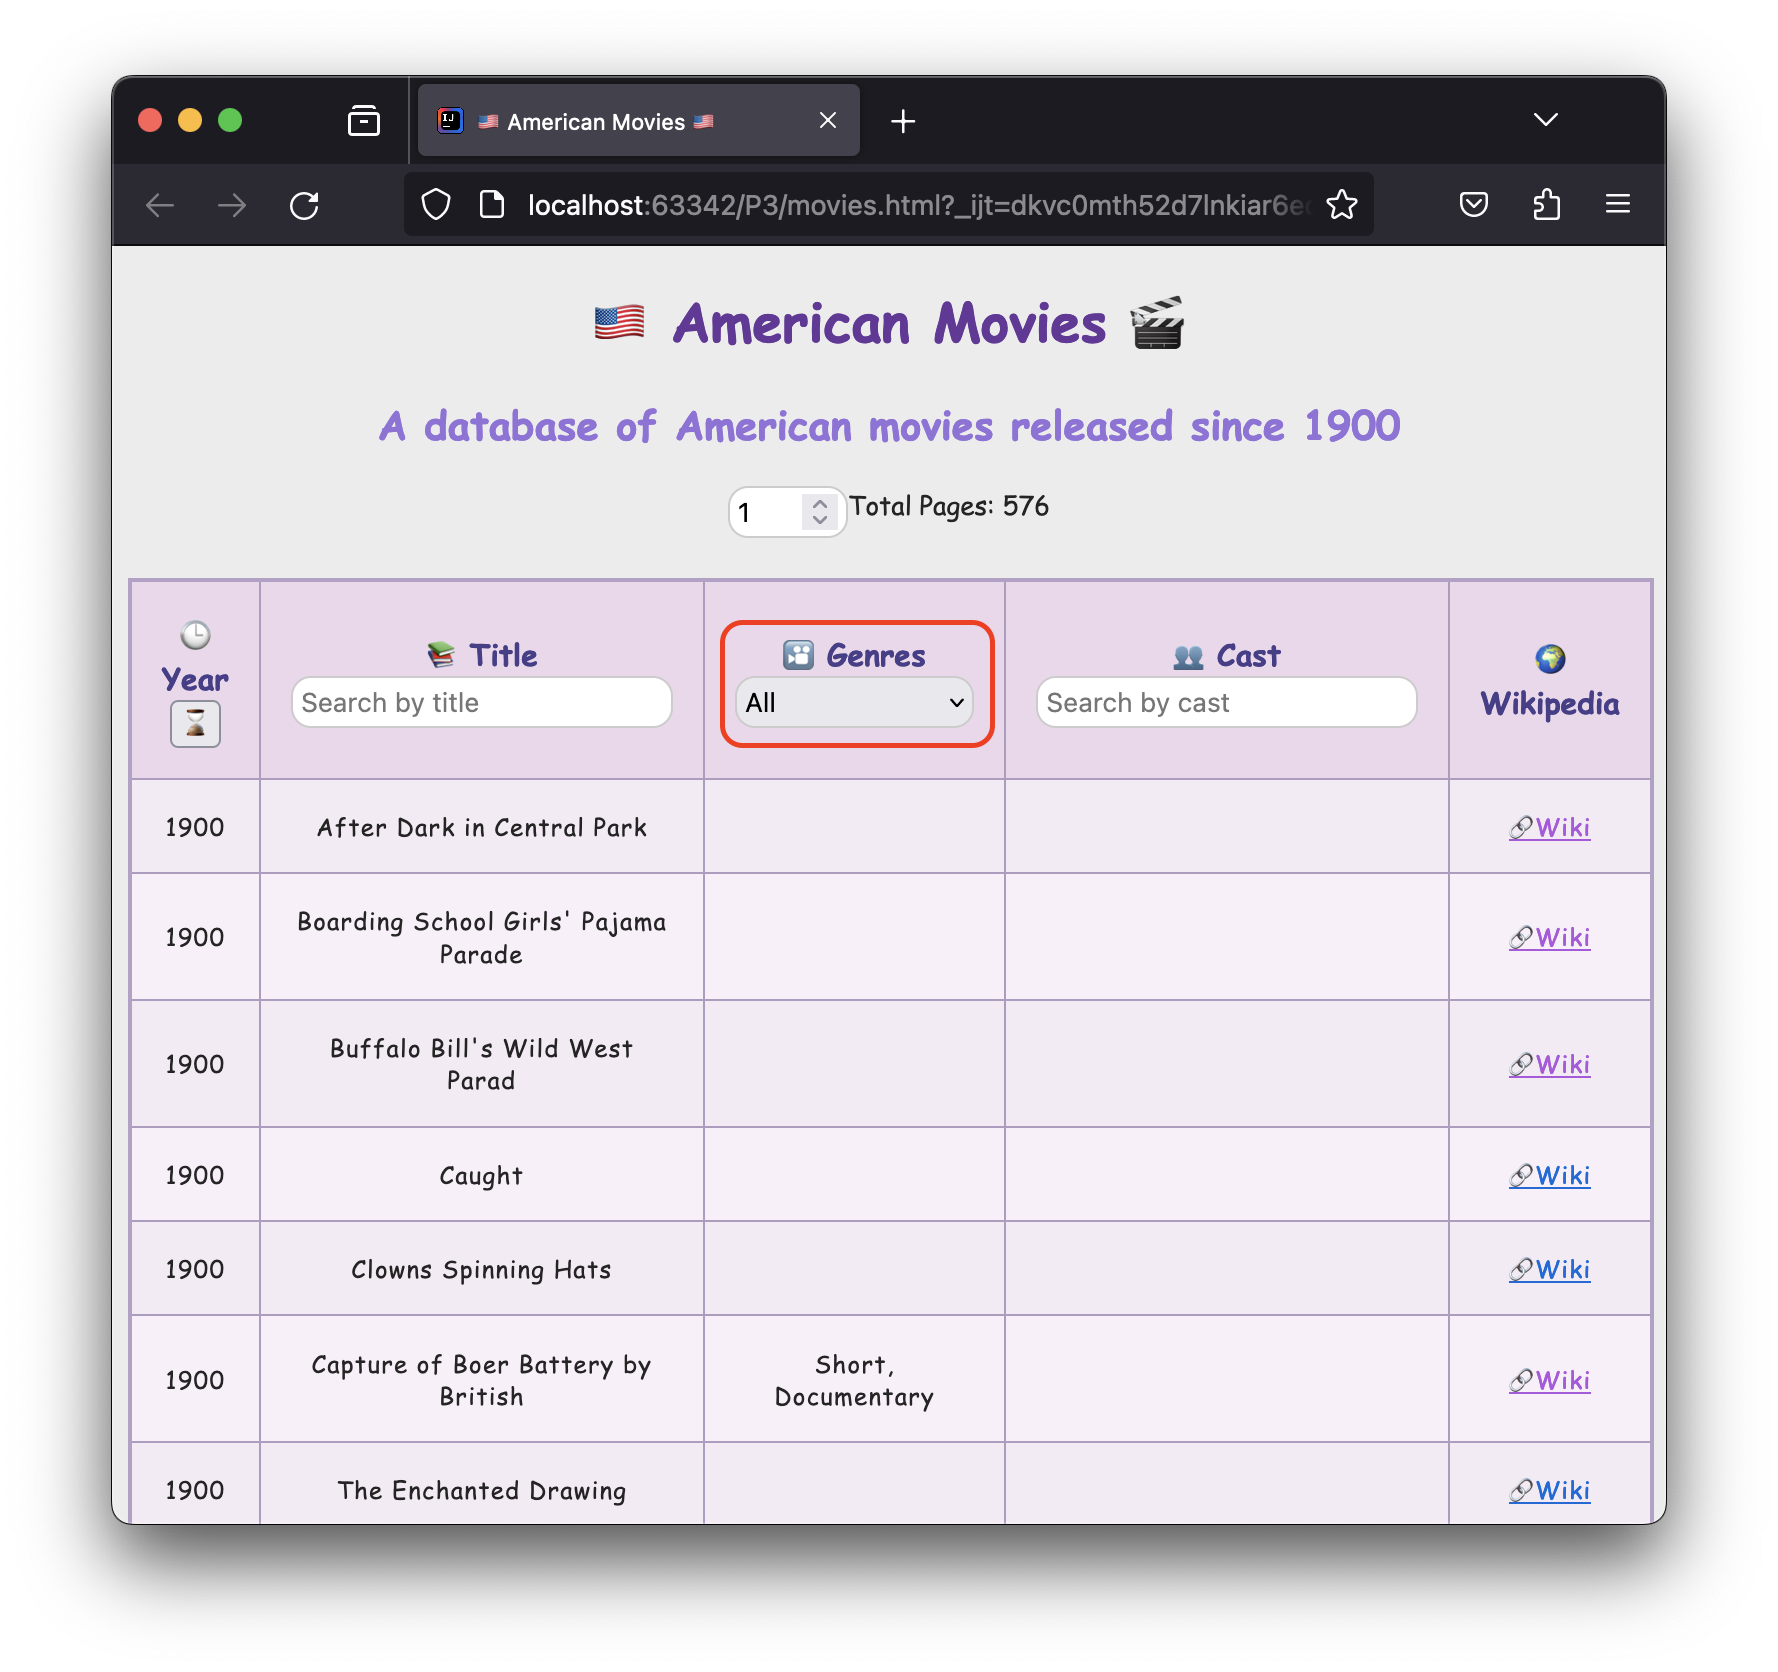 American Movies
localhost:63342/P3/movies.html?_ijt=dkvc0mth52d7lnkiar6e
American Movies
A database of American movies released since 1900
1 Total Pages: 576
Year
Title
Search by title
Genres
All
Cast
Search by cast
Wikipedia
1900 After Dark in Central Park Wiki
1900 Boarding School Girls' Pajama
Parade Wiki
1900 Buffalo Bill's Wild West
Parad Wiki
1900 Caught Wiki
1900 Clowns Spinning Hats Wiki
1900 Capture of Boer Battery by
British Short,
Documentary Wiki
1900 The Enchanted Drawing Wiki